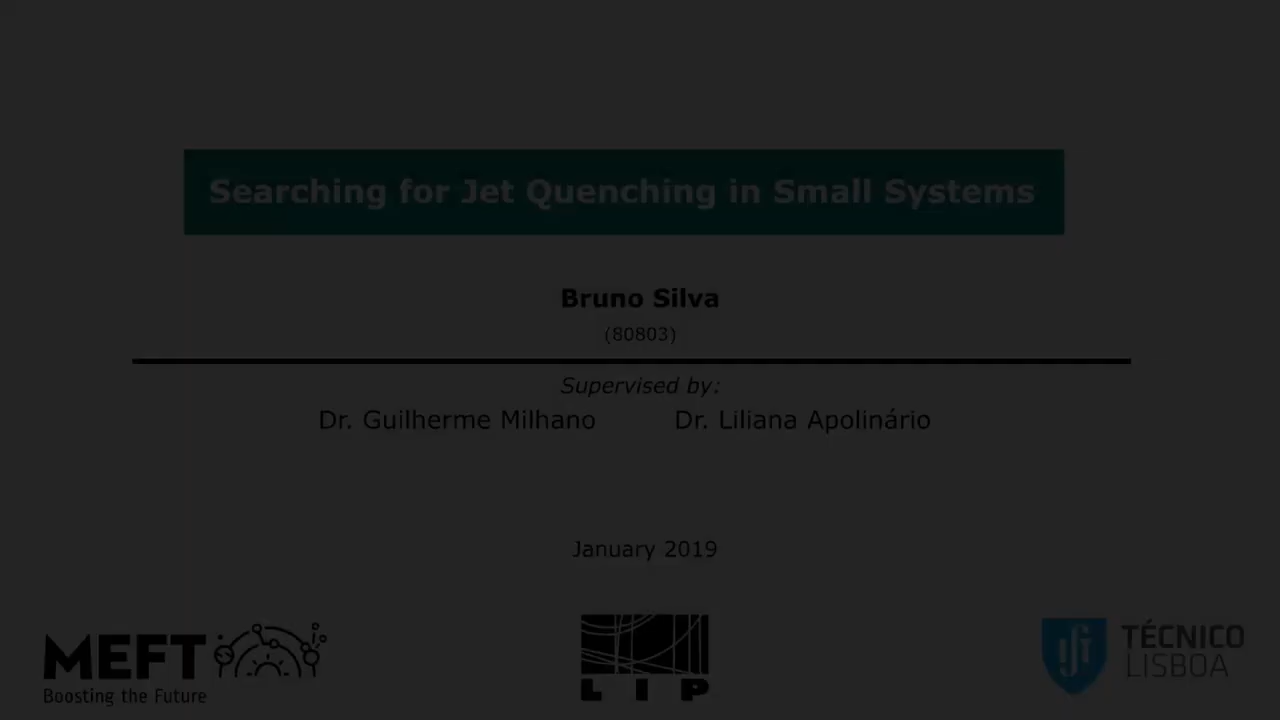 Searching for Jet Quenching in Small Systems
Bruno Silva
(80803)
Supervised by:
Dr. Guilherme Milhano Dr. Liliana Apolinário
January 2019
MEFT
Boosting the Future
LIP
TÉCNICO
LISBOA